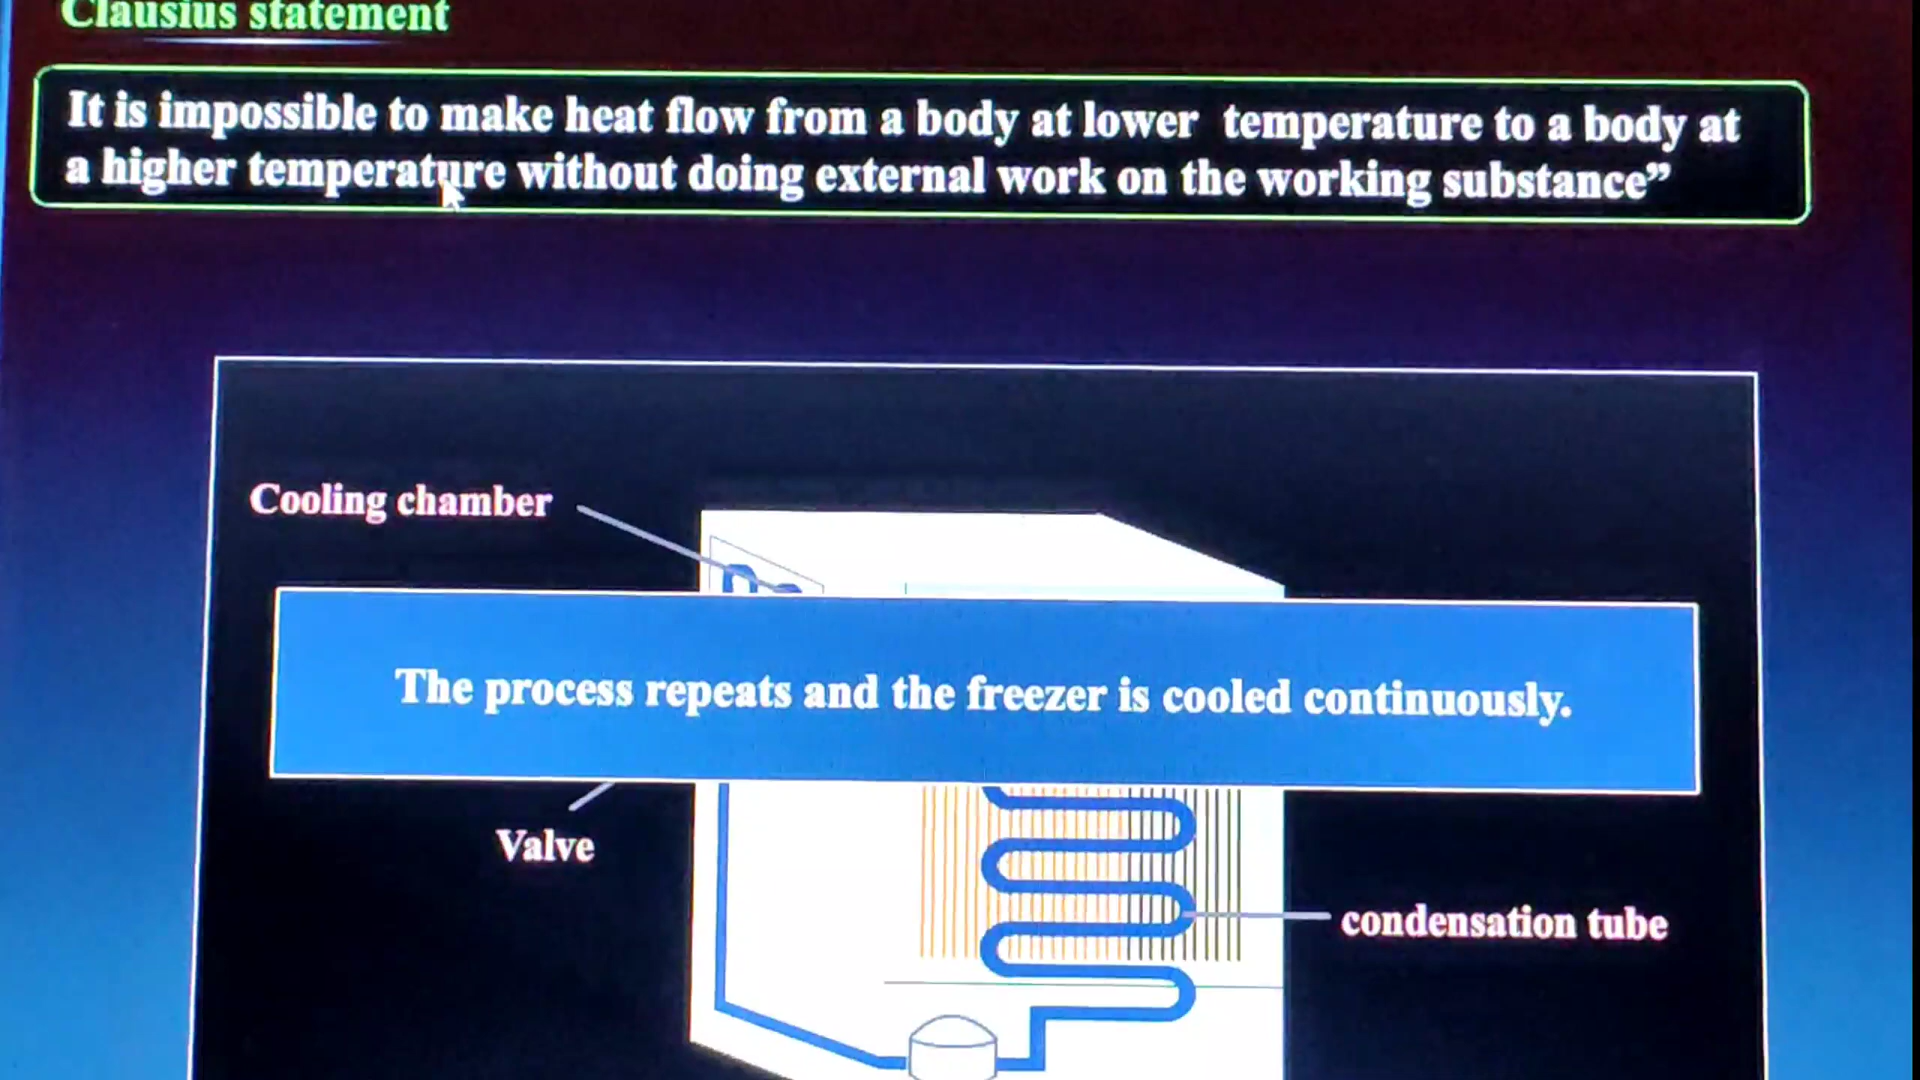 Clausius statement
It is impossible to make heat flow from a body at lower temperature to a body at
a higher temperature without doing external work on the working substance”
Cooling chamber
The process repeats and the freezer is cooled continuously.
Valve
condensation tube